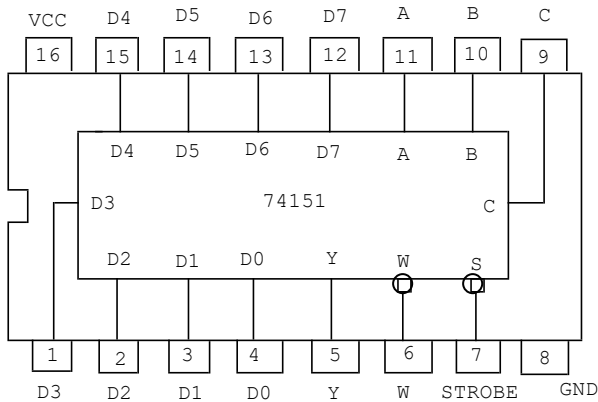 VCC D4 D5 D6 D7 A B C
16 15 14 13 12 11 10 9
D4 D5 D6 D7 A B
D3 74151 C
D2 D1 D0 Y W S
1 2 3 4 5 6 7 8
D3 D2 D1 D0 Y W STROBE GND